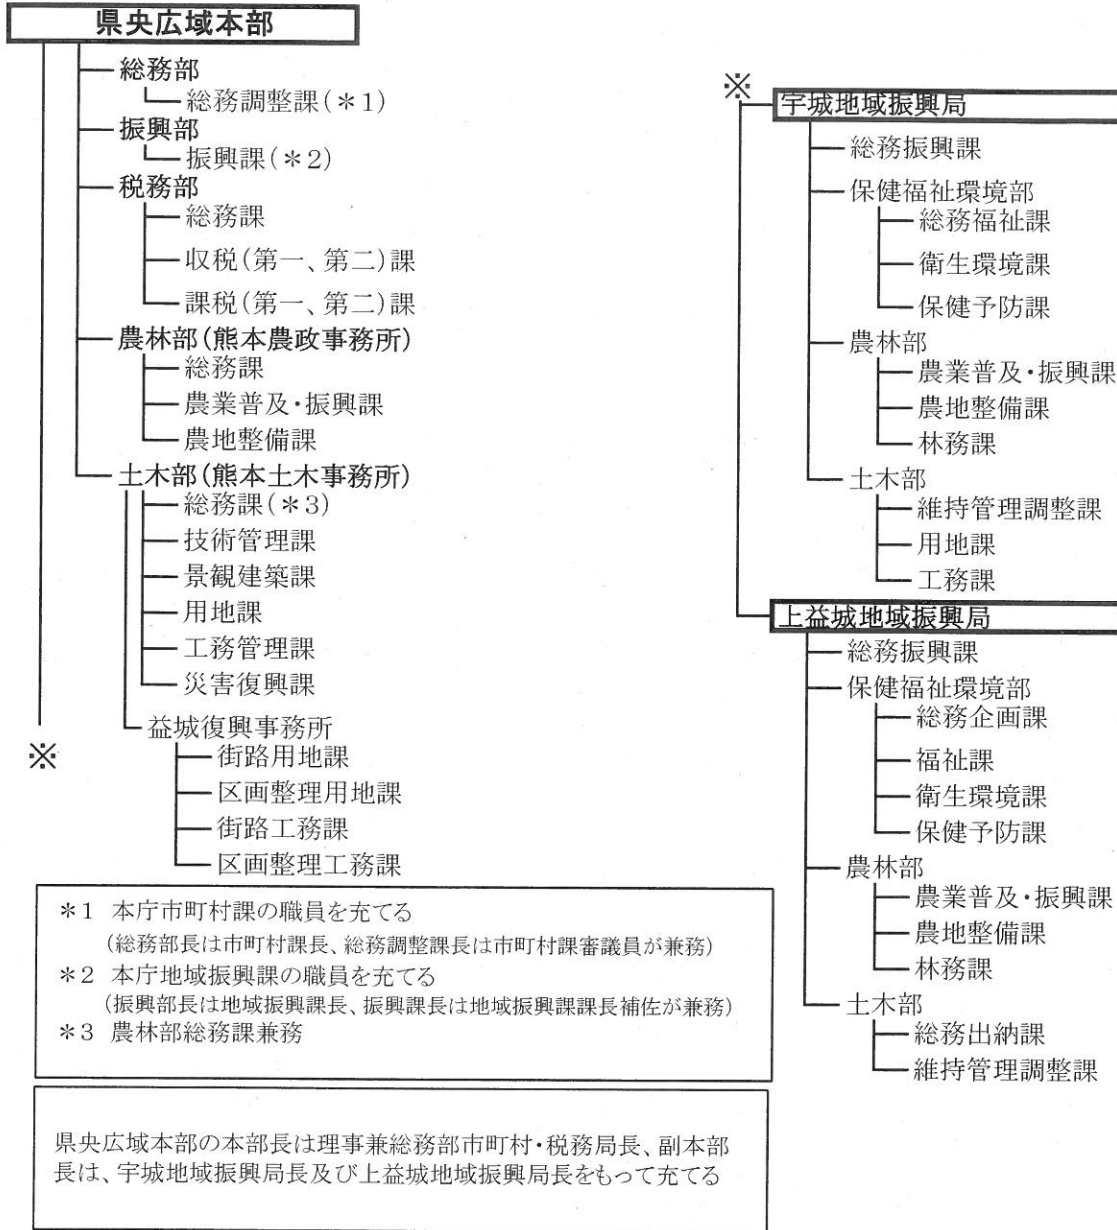 県央広域本部
総務部
総務調整課(＊1)
振興部
振興課(＊2)
税務部
総務課
収税(第一、第二)課
課税(第一、第二)課
農林部(熊本農政事務所)
総務課
農業普及・振興課
農地整備課
土木部(熊本土木事務所)
総務課(＊3)
技術管理課
景観建築課
用地課
工務管理課
災害復興課
益城復興事務所
街路用地課
区画整理用地課
街路工務課
区画整理工務課
※
※
宇城地域振興局
総務振興課
保健福祉環境部
総務福祉課
衛生環境課
保健予防課
農林部
農業普及・振興課
農地整備課
林務課
土木部
維持管理調整課
用地課
工務課
上益城地域振興局
総務振興課
保健福祉環境部
総務企画課
福祉課
衛生環境課
保健予防課
農林部
農業普及・振興課
農地整備課
林務課
土木部
総務出納課
維持管理調整課
＊1 本庁市町村課の職員を充てる
(総務部長は市町村課長、総務調整課長は市町村課審議員が兼務)
＊2 本庁地域振興課の職員を充てる
(振興部長は地域振興課長、振興課長は地域振興課課長補佐が兼務)
＊3 農林部総務課兼務
県央広域本部の本部長は理事兼総務部市町村・税務局長、副本部
長は、宇城地域振興局長及び上益城地域振興局長をもって充てる